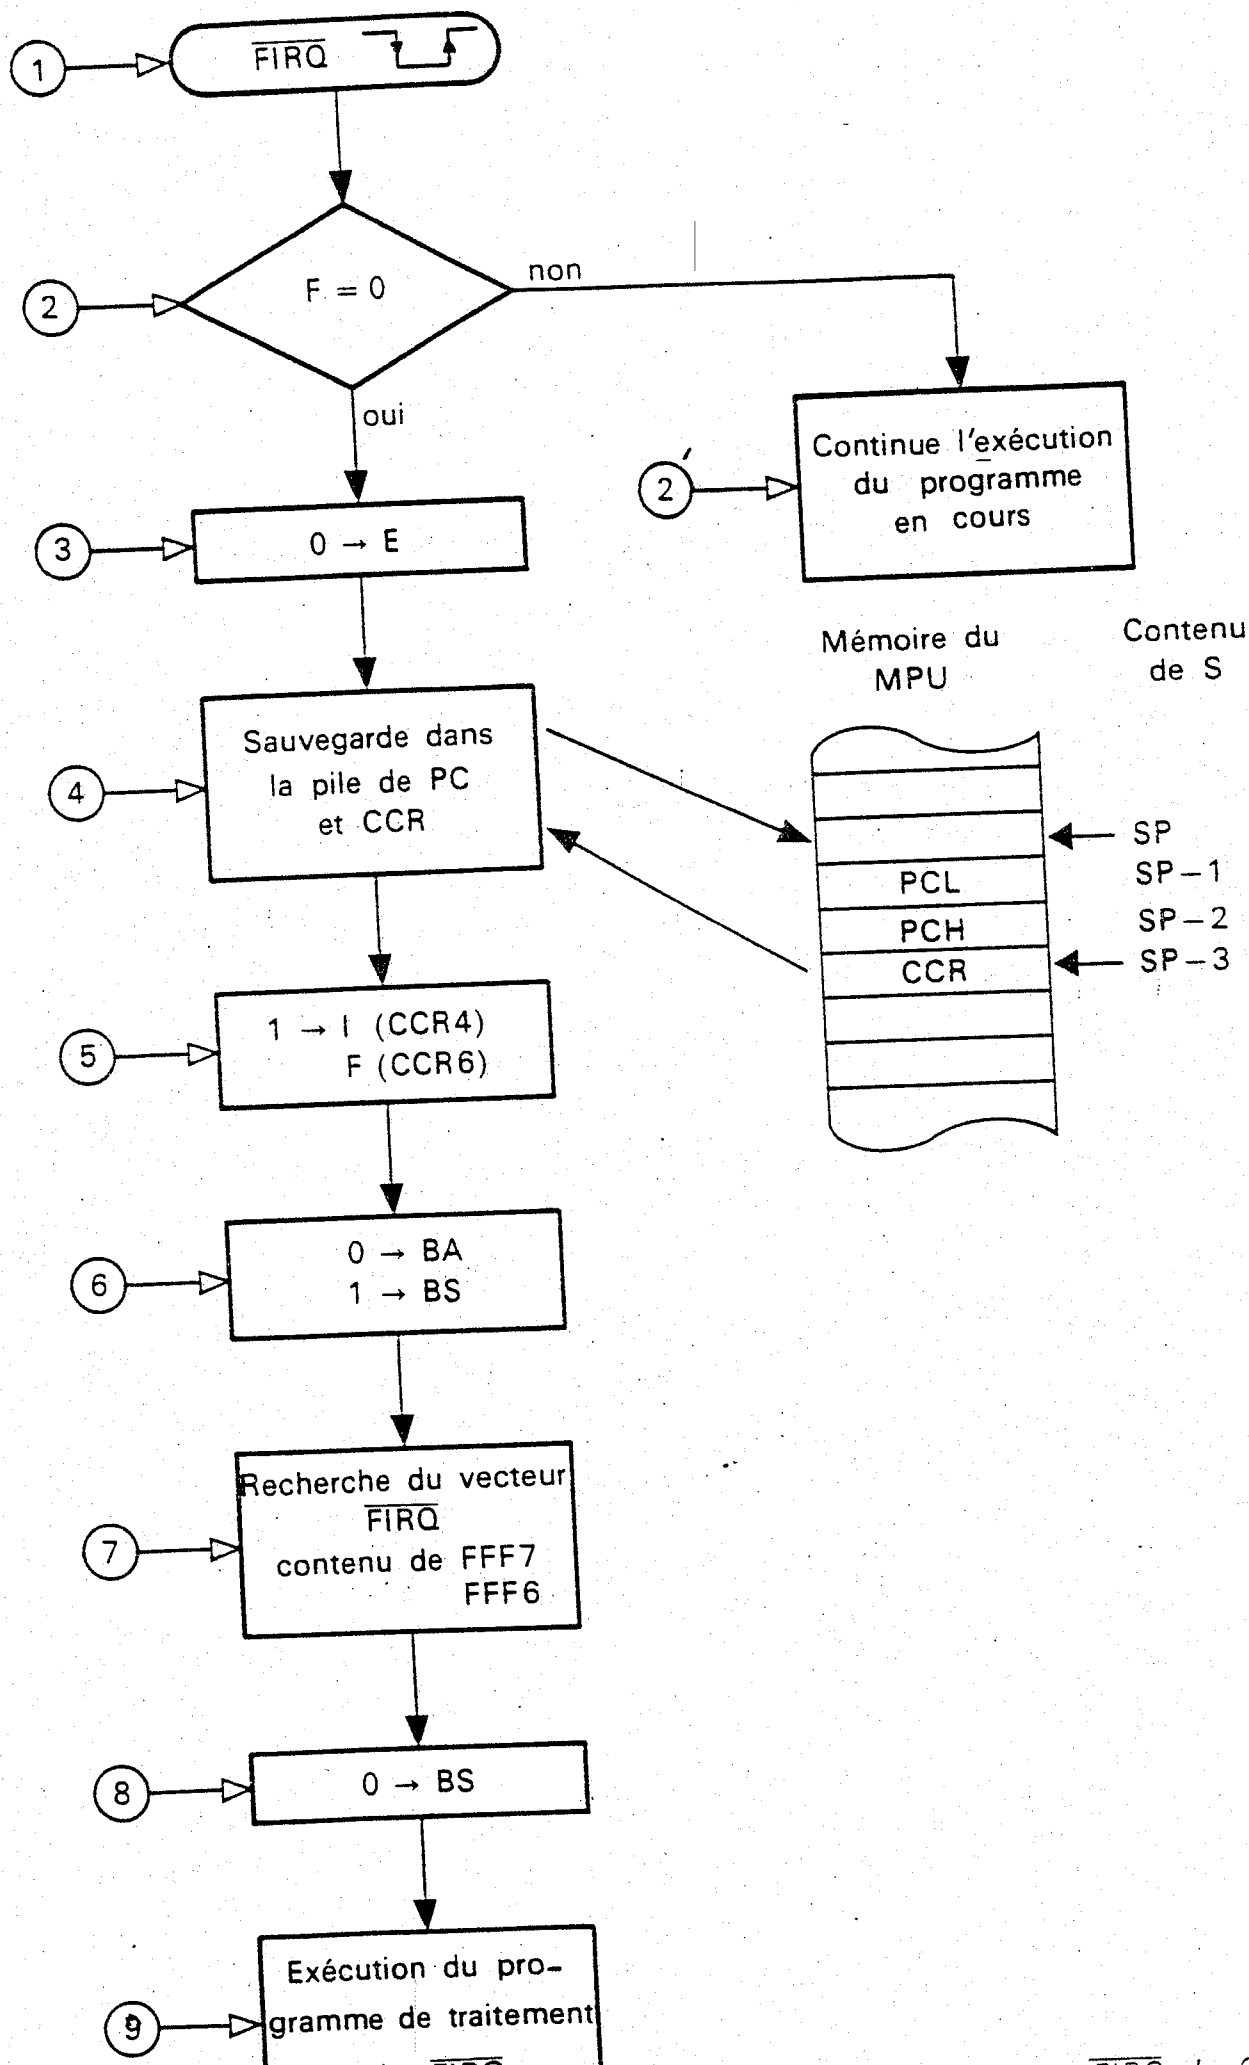 1
FIRQ
2
F = 0
non
oui
2'
Continue l'exécution
du programme
en cours
3
0 → E
Mémoire du
MPU
Contenu
de S
4
Sauvegarde dans
la pile de PC
et CCR
SP
PCL
SP-1
PCH
SP-2
CCR
SP-3
5
1 → I (CCR4)
F (CCR6)
6
0 → BA
1 → BS
7
Recherche du vecteur
FIRQ
contenu de FFF7
FFF6
8
0 → BS
9
Exécution du pro-
gramme de traitement
FIRQ